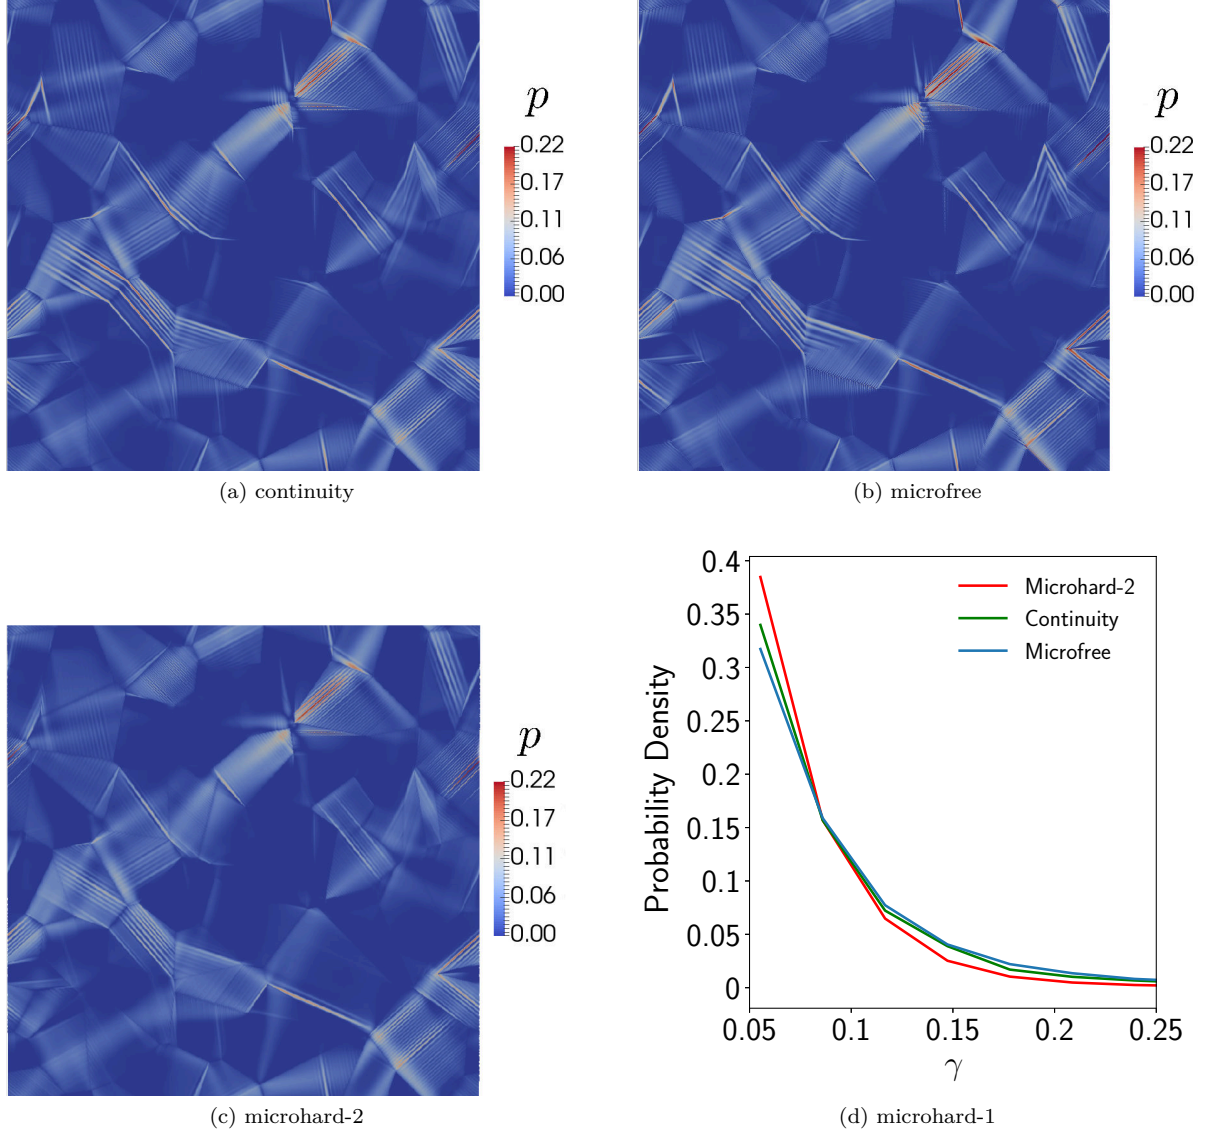 p
0.22
0.17
0.11
0.06
0.00
(a) continuity
p
0.22
0.17
0.11
0.06
0.00
(b) microfree
p
0.22
0.17
0.11
0.06
0.00
(c) microhard-2
Probability Density
0.4
0.35
0.3
0.25
0.2
0.15
0.1
0.05
0
Microhard-2
Continuity
Microfree
0.05 0.1 0.15 0.2 0.25
γ
(d) microhard-1